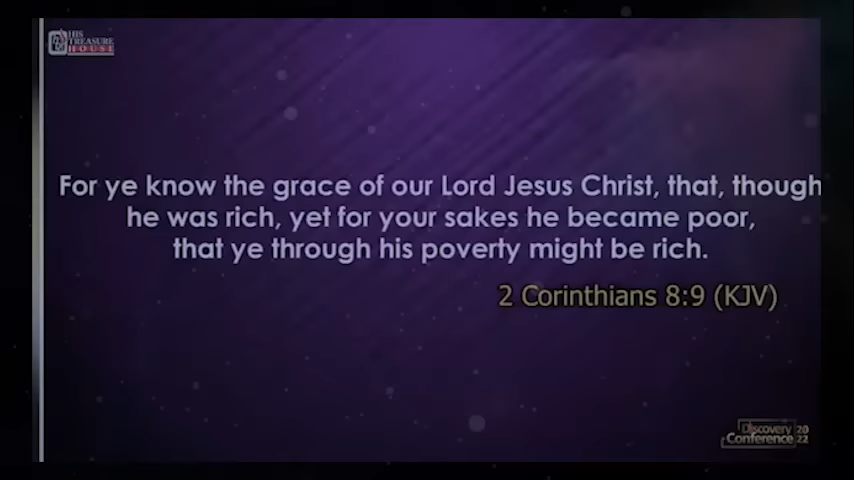 HIS
TREASURE
HOUSE
For ye know the grace of our Lord Jesus Christ, that, though
he was rich, yet for your sakes he became poor,
that ye through his poverty might be rich.
2 Corinthians 8:9 (KJV)
Discovery 20
Conference 22